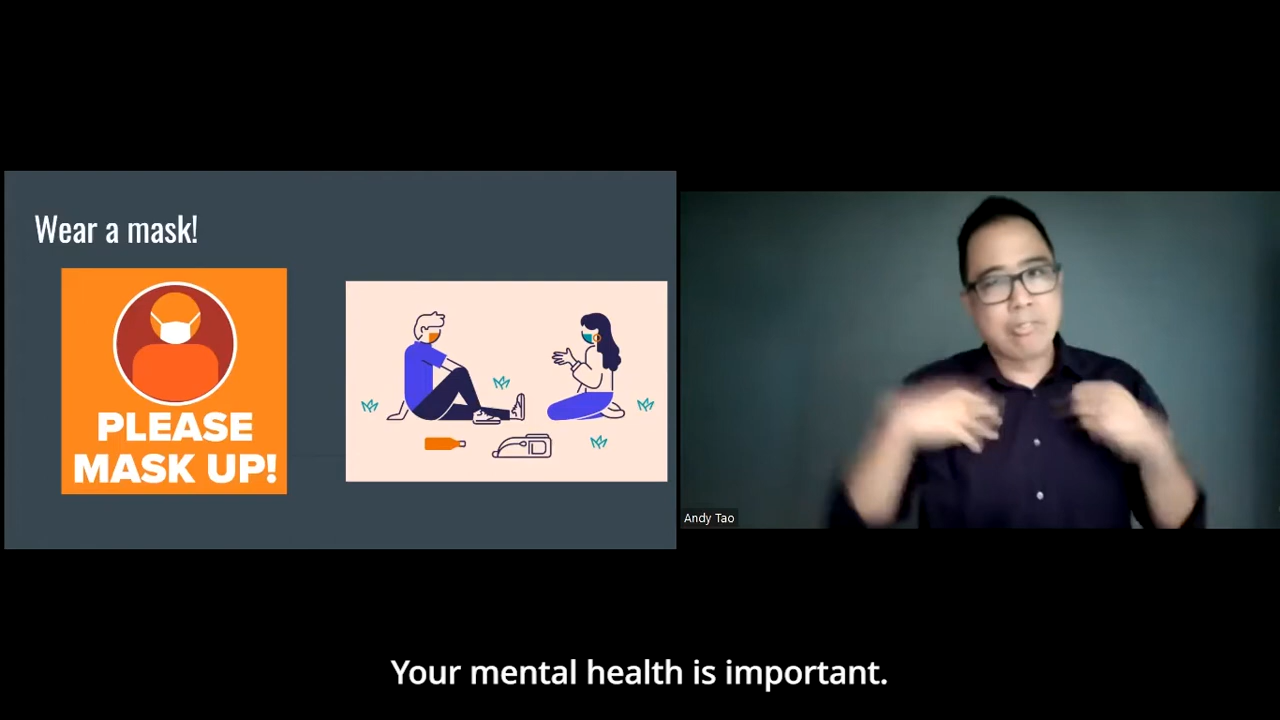 Wear a mask!
PLEASE
MASK UP!
Andy Tao
Your mental health is important.